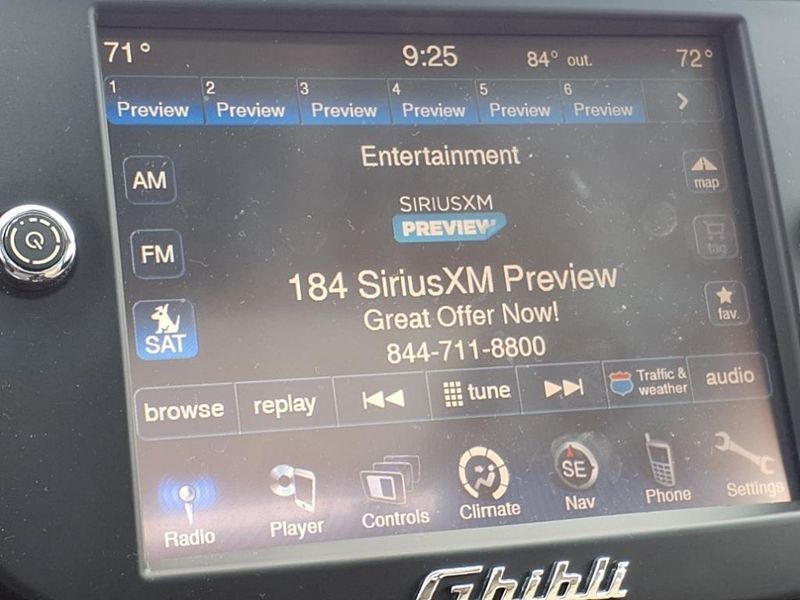 71° 9:25 84° out. 72°
1 Preview 2 Preview 3 Preview 4 Preview 5 Preview 6 Preview >
Entertainment
AM
map
SIRIUSXM
PREVIEW
FM
tag
184 SiriusXM Preview
Great Offer Now!
fav.
SAT
844-711-8800
browse replay tune Traffic & weather audio
Radio Player Controls Climate SE Nav Phone Settings
Ghibli